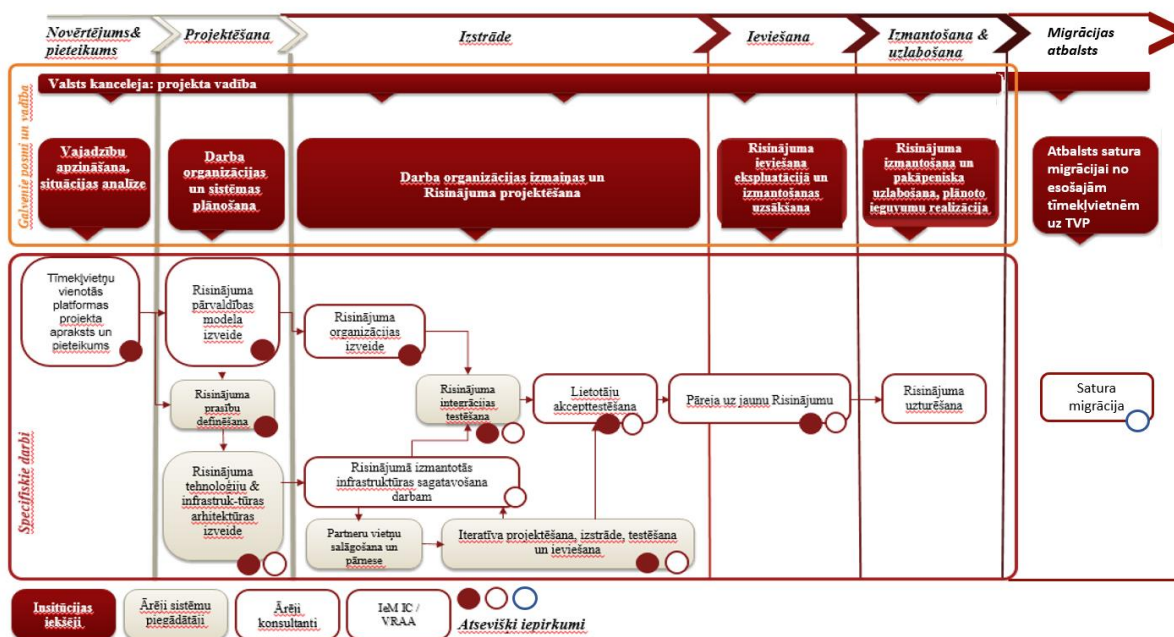 Novērtējums&
pieteikums
Projektēšana
Izstrāde
Ieviešana
Izmantošana &
uzlabošana
Migrācijas
atbalsts
Galvenie posmi un vadība
Valsts kanceleja: projekta vadība
Vajadzību
apzināšana,
situācijas analīze
Darba
organizācijas
un sistēmas
plānošana
Darba organizācijas izmaiņas un
Risinājuma projektēšana
Risinājuma
ieviešana
ekspluatācijā un
izmantošanas
uzsākšana
Risinājuma
izmantošana un
pakāpeniska
uzlabošana, plānoto
ieguvumu realizācija
Atbalsts satura
migrācijai no
esošajām
tīmekļvietnēm
uz TVP
Specifiskie darbi
Tīmekļvietņu
vienotās
platformas
projekta
apraksts un
pieteikums
Risinājuma
pārvaldības
modeļa
izveide
Risinājuma
organizācijas
izveide
Risinājuma
prasību
definēšana
Risinājuma
integrācijas
testēšana
Lietotāju
akcepttestēšana
Pāreja uz jaunu Risinājumu
Risinājuma
uzturēšana
Satura
migrācija
Risinājuma
tehnoloģiju &
infrastruk-tūras
arhitektūras
izveide
Risinājumā izmantotās
infrastruktūras sagatavošana
darbam
Partneru vietņu
salāgošana un
pārnese
Iteratīva projektēšana, izstrāde, testēšana
un ieviešana
Insitūcijas
iekšēji
Ārēji sistēmu
piegādātāji
Ārēji
konsultanti
IeM IC /
VRAA
Atsevišķi iepirkumi